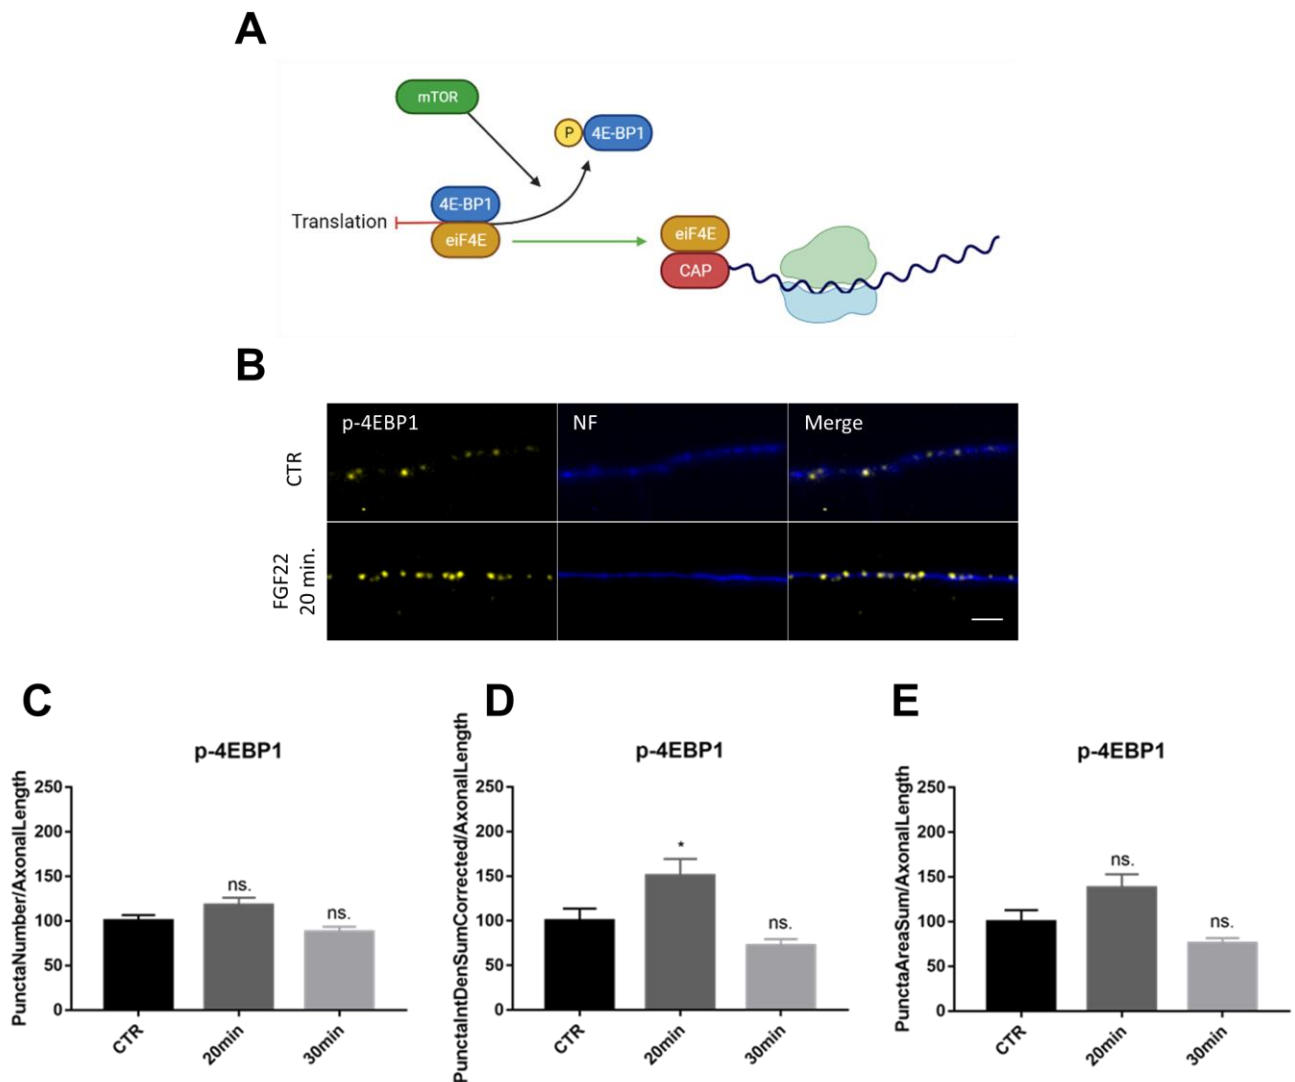 A
mTOR
P
4E-BP1
4E-BP1
Translation
eiF4E
eiF4E
CAP
B
p-4EBP1 NF Merge
CTR
FGF22
20 min.
C
p-4EBP1
PunctaNumber/AxonalLength
250
200
150
100
50
0
ns.
ns.
CTR 20min 30min
D
p-4EBP1
PunctaIntDenSumCorrected/AxonalLength
250
200
150
100
50
0
*
ns.
CTR 20min 30min
E
p-4EBP1
PunctaAreaSum/AxonalLength
250
200
150
100
50
0
ns.
ns.
CTR 20min 30min